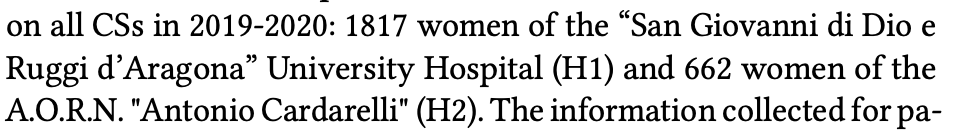 on all CSs in 2019-2020: 1817 women of the “San Giovanni di Dio e
Ruggi d’Aragona” University Hospital (H1) and 662 women of the
A.O.R.N. "Antonio Cardarelli" (H2). The information collected for pa-